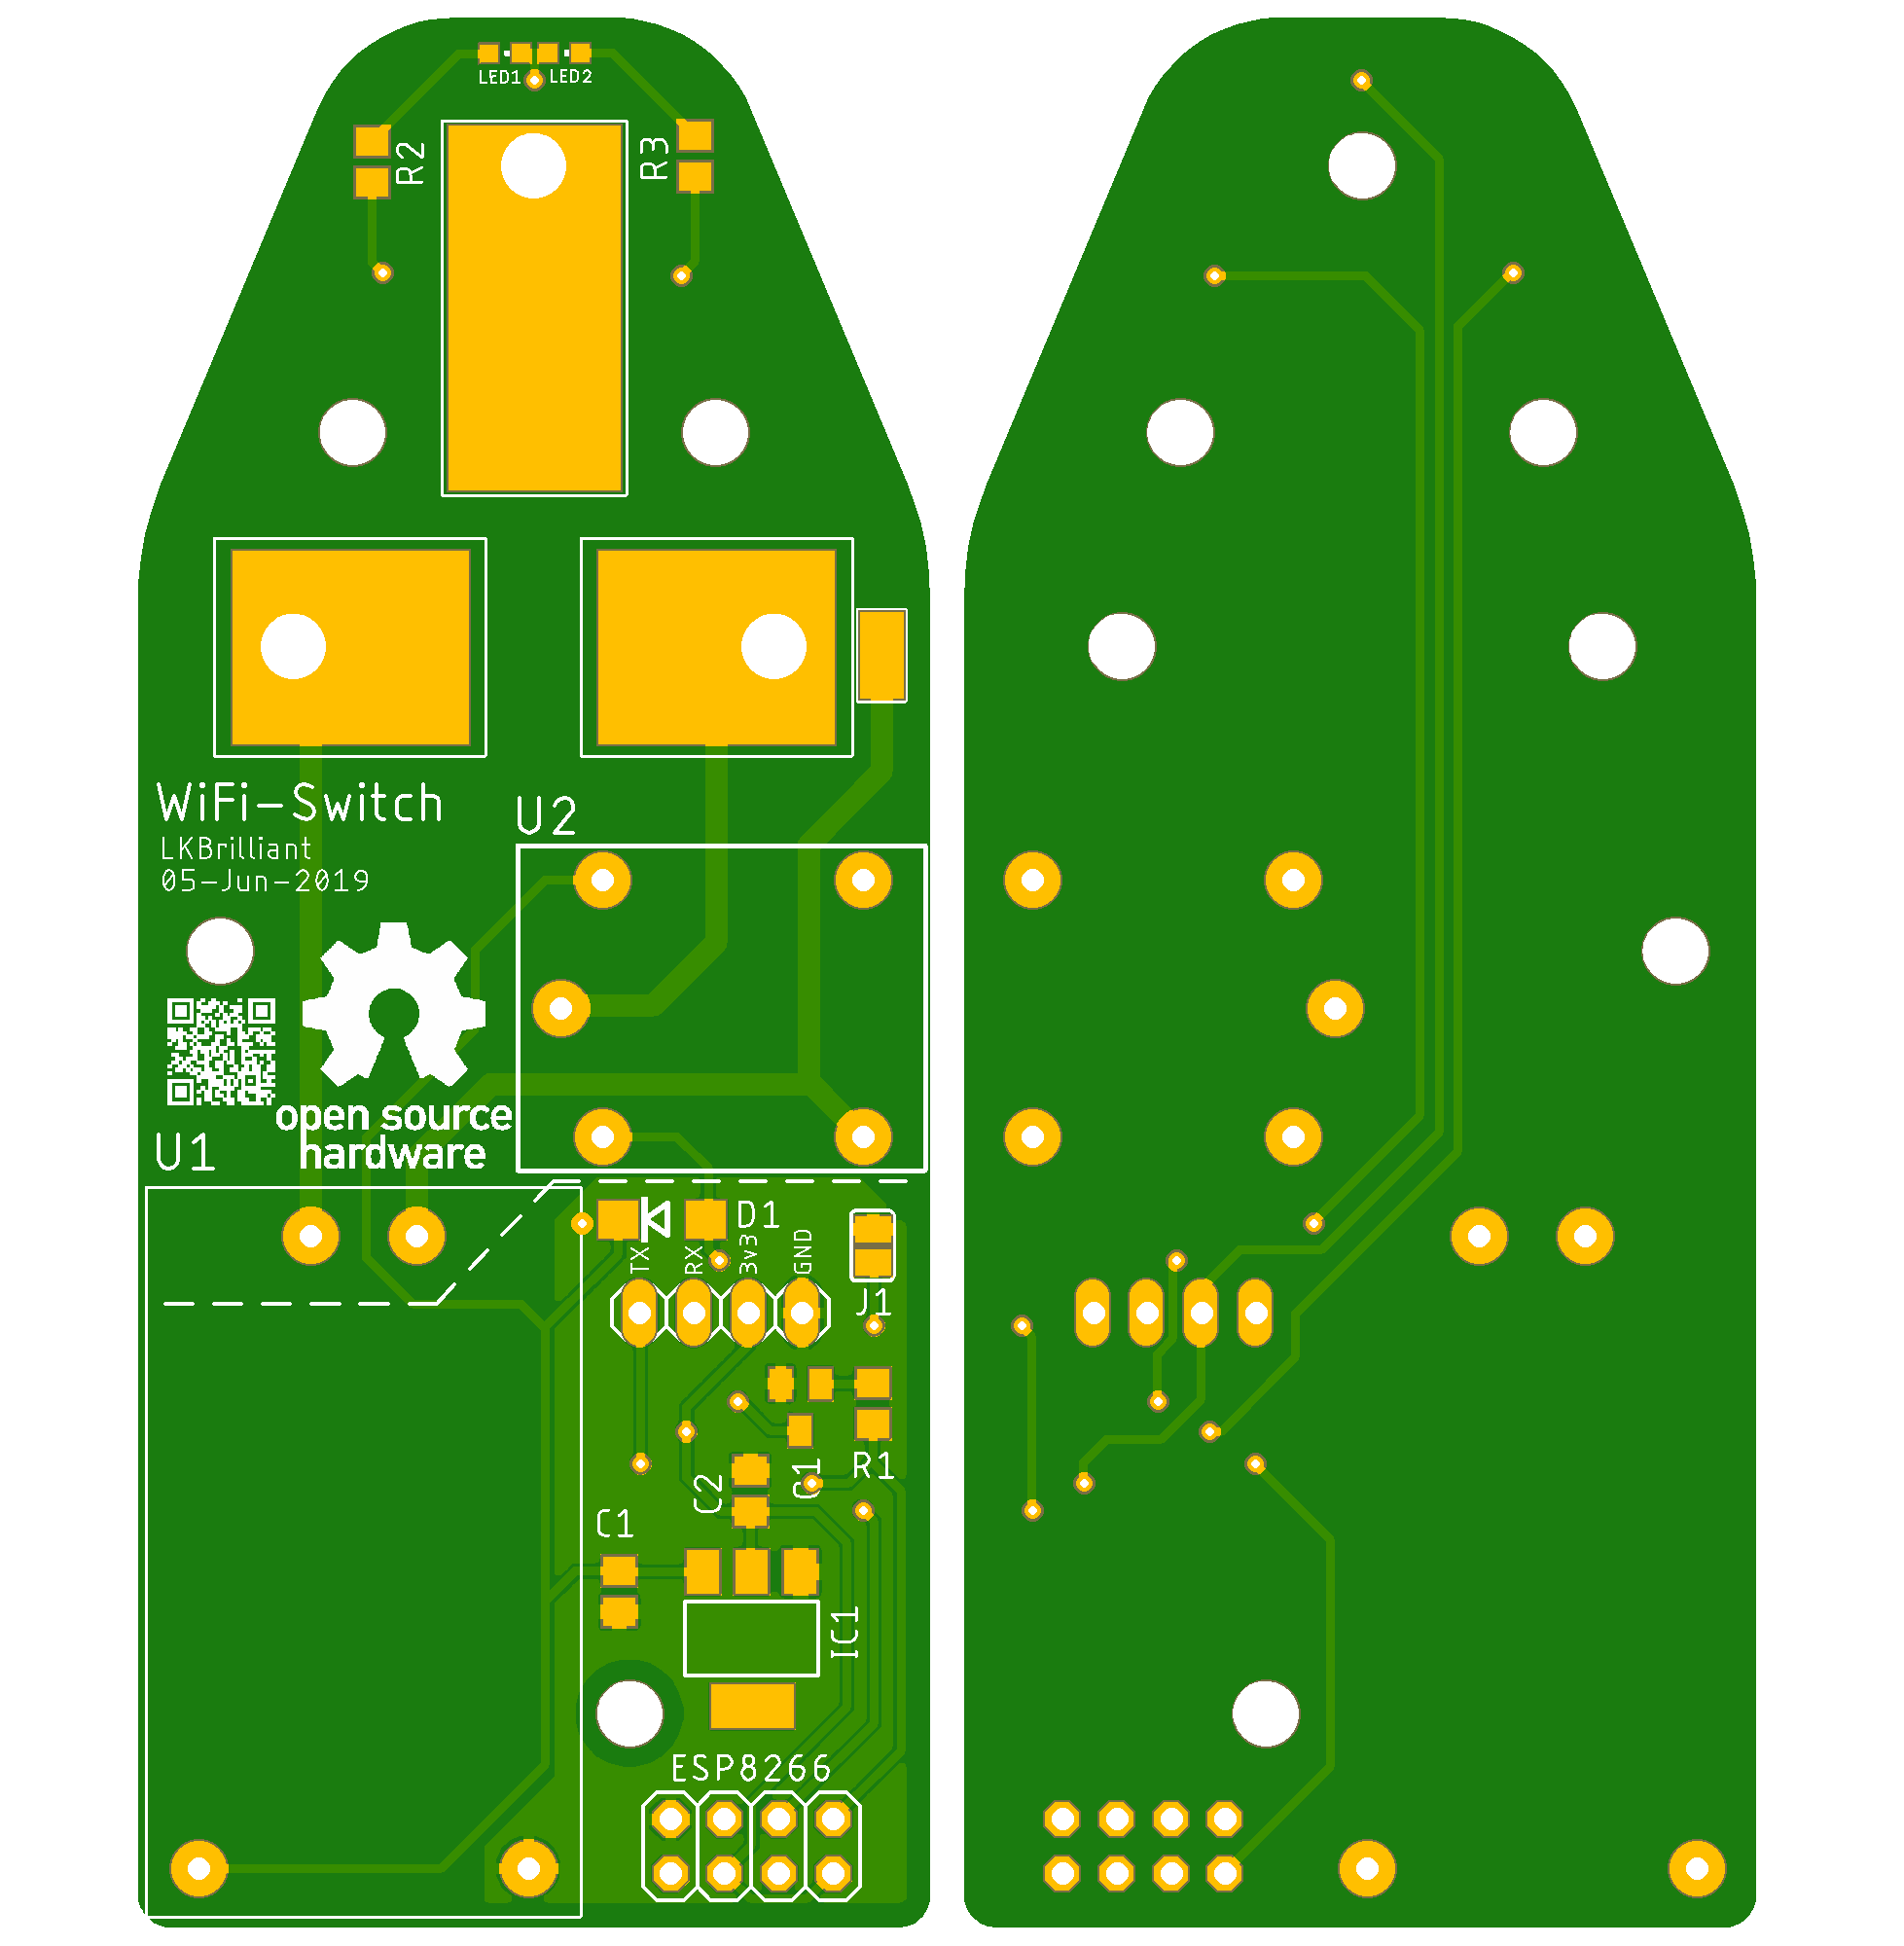 LED1 LED2
R2
R3
WiFi-Switch
LKBrilliant
05-Jun-2019
U2
open source
hardware
U1
D1
TX
RX
3v3
GND
J1
R1
C2
C1
IC1
ESP8266